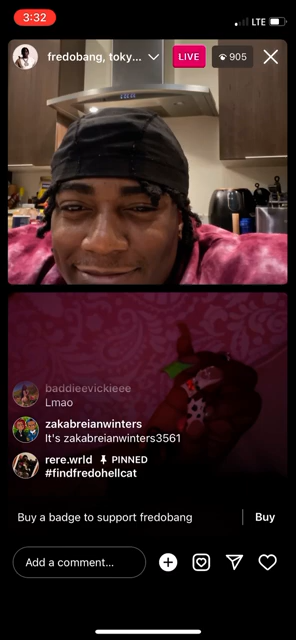 3:32
LTE
fredobang, toky...
LIVE
905
baddieevickieee
Lmao
zakabreianwinters
It's zakabreianwinters3561
rere.wrld PINNED
#findfredohellcat
Buy a badge to support fredobang
Buy
Add a comment...